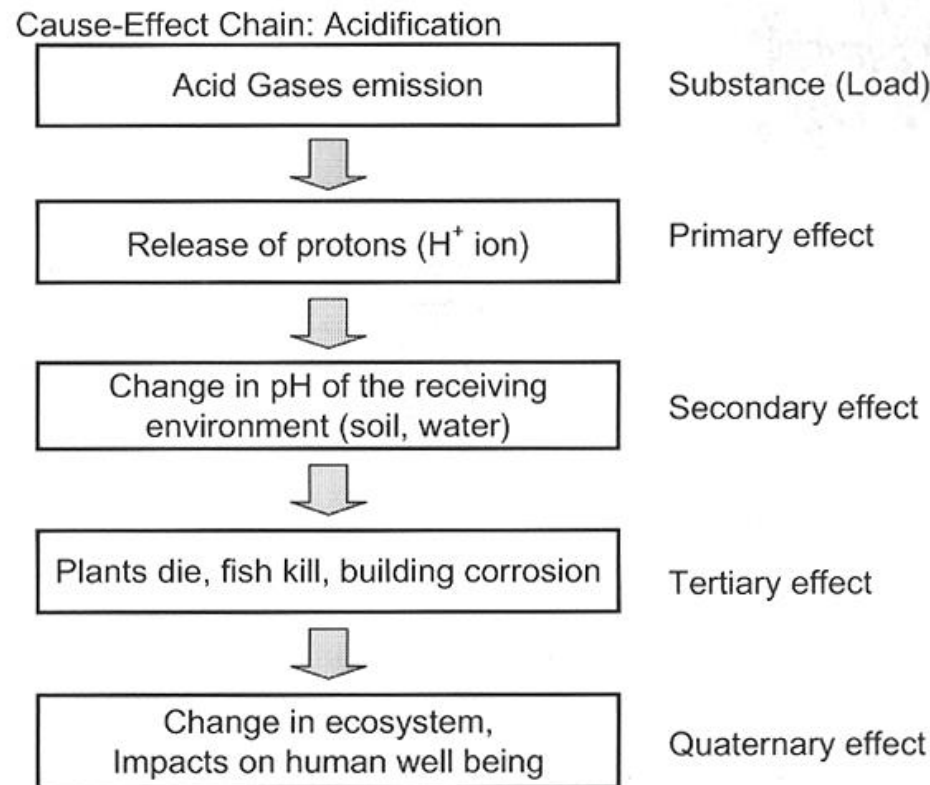 Cause-Effect Chain: Acidification
Acid Gases emission
Substance (Load)
Release of protons (H⁺ ion)
Primary effect
Change in pH of the receiving
environment (soil, water)
Secondary effect
Plants die, fish kill, building corrosion
Tertiary effect
Change in ecosystem,
Impacts on human well being
Quaternary effect